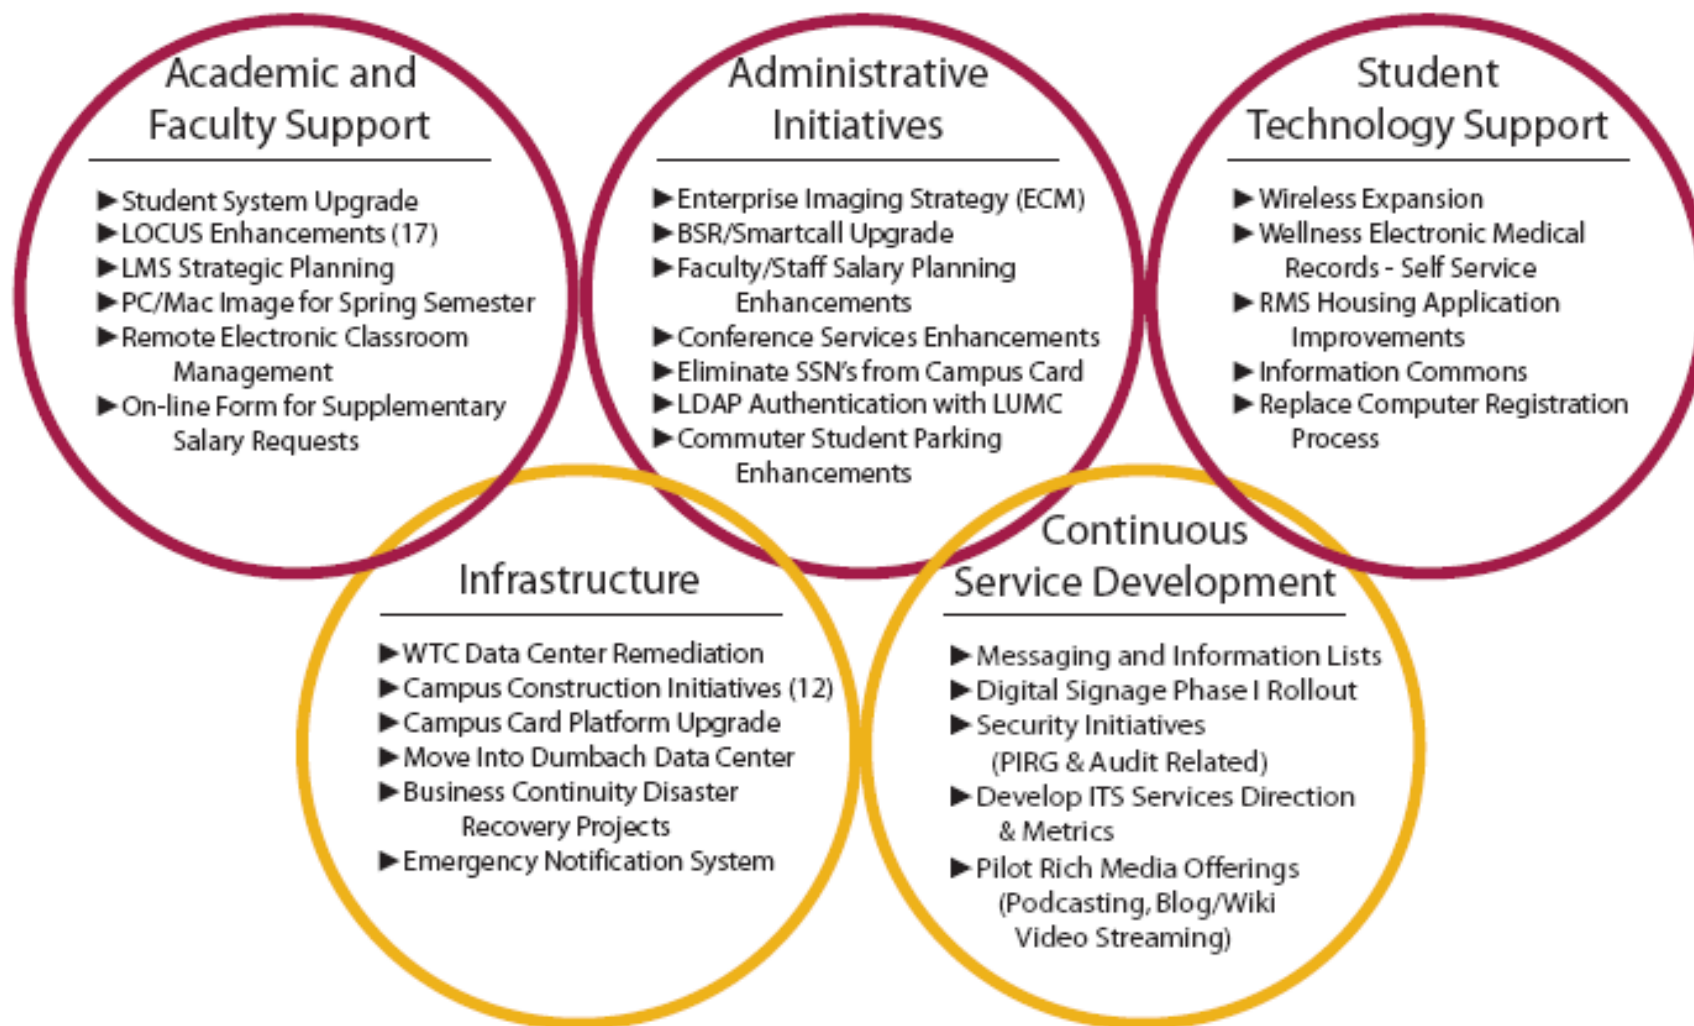 Academic and
Faculty Support
►Student System Upgrade
►LOCUS Enhancements (17)
►LMS Strategic Planning
►PC/Mac Image for Spring Semester
►Remote Electronic Classroom
Management
►On-line Form for Supplementary
Salary Requests
Administrative
Initiatives
►Enterprise Imaging Strategy (ECM)
►BSR/Smartcall Upgrade
►Faculty/Staff Salary Planning
Enhancements
►Conference Services Enhancements
►Eliminate SSN's from Campus Card
►LDAP Authentication with LUMC
►Commuter Student Parking
Enhancements
Student
Technology Support
►Wireless Expansion
►Wellness Electronic Medical
Records - Self Service
►RMS Housing Application
Improvements
►Information Commons
►Replace Computer Registration
Process
Infrastructure
►WTC Data Center Remediation
►Campus Construction Initiatives (12)
►Campus Card Platform Upgrade
►Move Into Dumbach Data Center
►Business Continuity Disaster
Recovery Projects
►Emergency Notification System
Continuous
Service Development
►Messaging and Information Lists
►Digital Signage Phase I Rollout
►Security Initiatives
(PIRG & Audit Related)
►Develop ITS Services Direction
& Metrics
►Pilot Rich Media Offerings
(Podcasting, Blog/Wiki
Video Streaming)